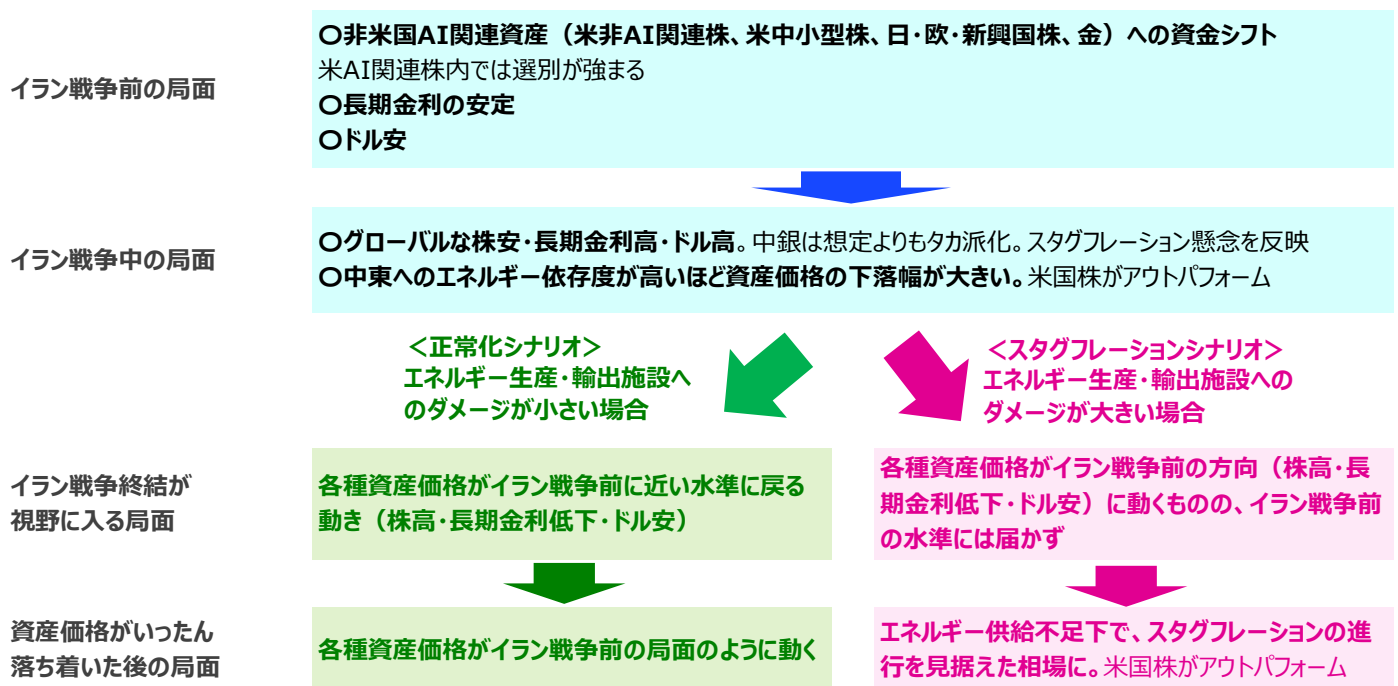 イラン戦争前の局面
〇非米国AI関連資産（米非AI関連株、米中小型株、日・欧・新興国株、金）への資金シフト
米AI関連株内では選別が強まる
〇長期金利の安定
〇ドル安
イラン戦争中の局面
〇グローバルな株安・長期金利高・ドル高。中銀は想定よりもタカ派化。スタグフレーション懸念を反映
〇中東へのエネルギー依存度が高いほど資産価格の下落幅が大きい。米国株がアウトパフォーム
＜正常化シナリオ＞
エネルギー生産・輸出施設へ
のダメージが小さい場合
＜スタグフレーションシナリオ＞
エネルギー生産・輸出施設への
ダメージが大きい場合
イラン戦争終結が
視野に入る局面
各種資産価格がイラン戦争前に近い水準に戻る
動き（株高・長期金利低下・ドル安）
各種資産価格がイラン戦争前の方向（株高・長
期金利低下・ドル安）に動くものの、イラン戦争前
の水準には届かず
資産価格がいったん
落ち着いた後の局面
各種資産価格がイラン戦争前の局面のように動く
エネルギー供給不足下で、スタグフレーションの進
行を見据えた相場に。米国株がアウトパフォーム